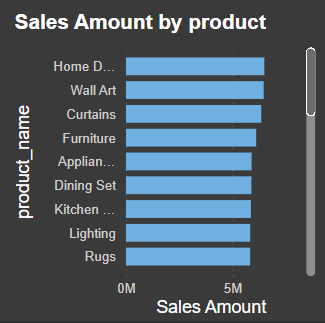 Sales Amount by product
product_name
Home D...
Wall Art
Curtains
Furniture
Applian...
Dining Set
Kitchen ...
Lighting
Rugs
0M 5M
Sales Amount